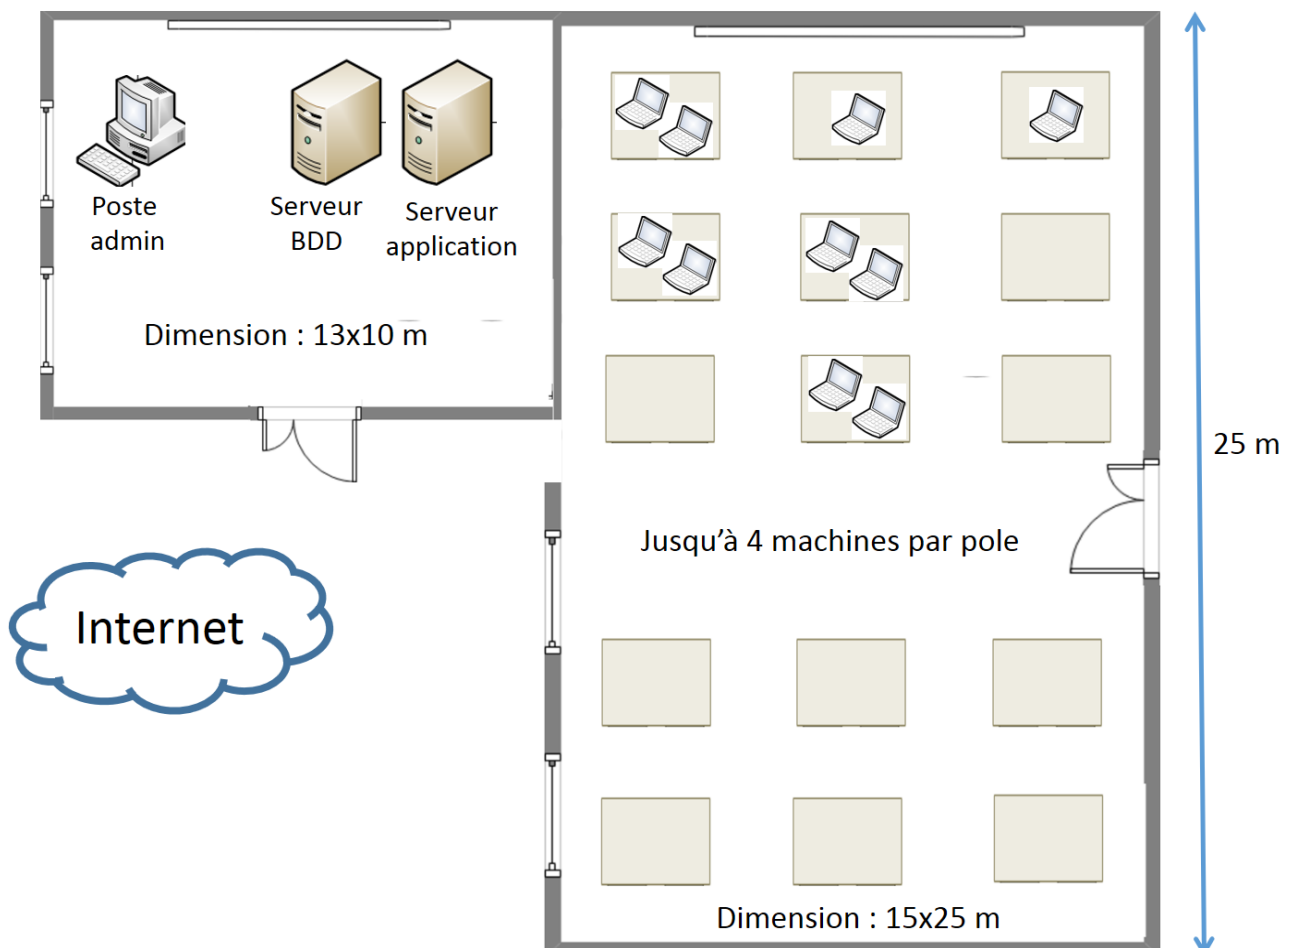 Poste
admin
Serveur
BDD
Serveur
application
Dimension : 13x10 m
25 m
Jusqu'à 4 machines par pole
Internet
Dimension : 15x25 m